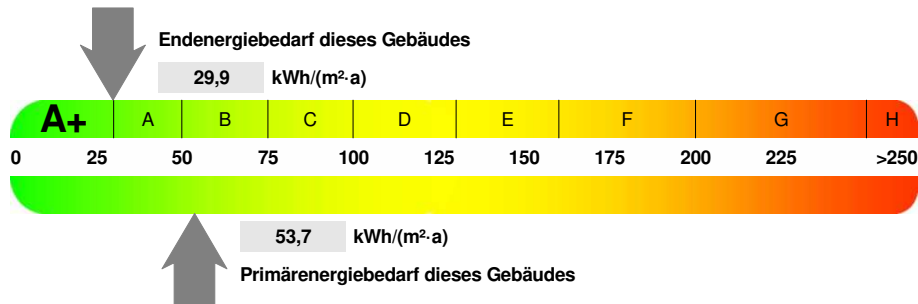 Endenergiebedarf dieses Gebäudes
29,9 kWh/(m²·a)
A+ A B C D E F G H
0 25 50 75 100 125 150 175 200 225 >250
53,7 kWh/(m²·a)
Primärenergiebedarf dieses Gebäudes